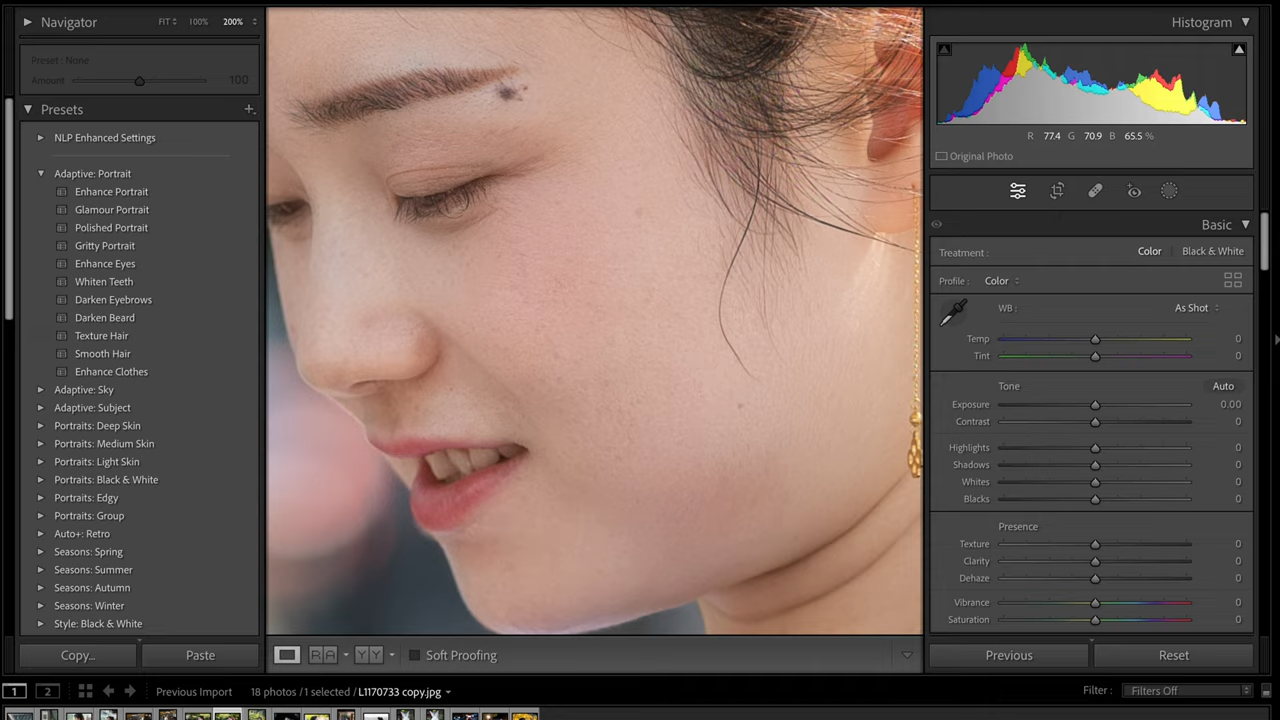 Navigator FIT 100% 200%
Preset : None
Amount 100
Presets
NLP Enhanced Settings
Adaptive: Portrait
Enhance Portrait
Glamour Portrait
Polished Portrait
Gritty Portrait
Enhance Eyes
Whiten Teeth
Darken Eyebrows
Darken Beard
Texture Hair
Smooth Hair
Enhance Clothes
Adaptive: Sky
Adaptive: Subject
Portraits: Deep Skin
Portraits: Medium Skin
Portraits: Light Skin
Portraits: Black & White
Portraits: Edgy
Portraits: Group
Auto+: Retro
Seasons: Spring
Seasons: Summer
Seasons: Autumn
Seasons: Winter
Style: Black & White
Copy... Paste
Soft Proofing
Histogram
R 77.4 G 70.9 B 65.5 %
Original Photo
Basic
Treatment : Color Black & White
Profile : Color
WB : As Shot
Temp 0
Tint 0
Tone Auto
Exposure 0.00
Contrast 0
Highlights 0
Shadows 0
Whites 0
Blacks 0
Presence
Texture 0
Clarity 0
Dehaze 0
Vibrance 0
Saturation 0
Previous Reset
1 2 Previous Import 18 photos / 1 selected / L1170733 copy.jpg Filter : Filters Off